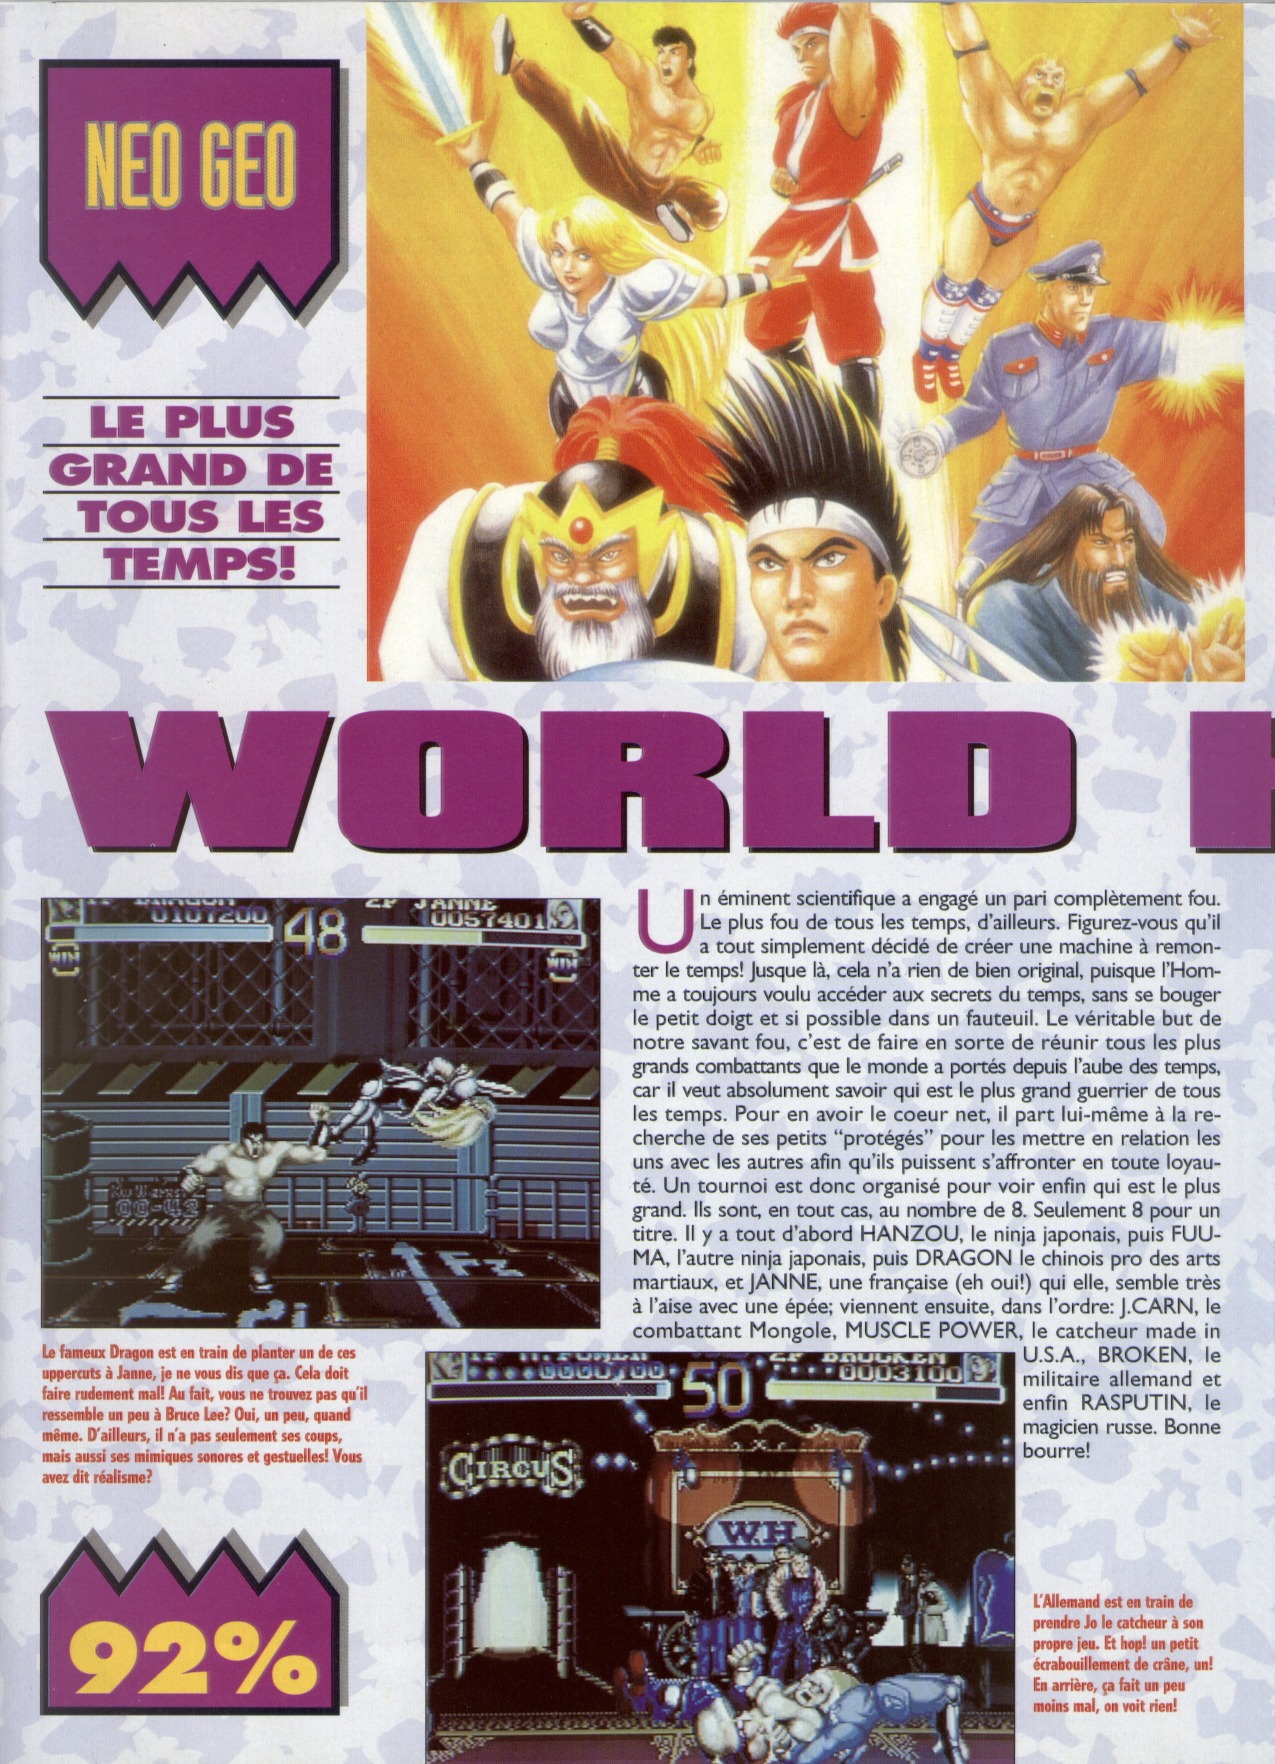 NEO GEO
LE PLUS
GRAND DE
TOUS LES
TEMPS!
WORLD H
Un éminent scientifique a engagé un pari complètement fou.
Le plus fou de tous les temps, d'ailleurs. Figurez-vous qu'il
a tout simplement décidé de créer une machine à remon-
ter le temps! Jusque là, cela n'a rien de bien original, puisque l'Hom-
me a toujours voulu accéder aux secrets du temps, sans se bouger
le petit doigt et si possible dans un fauteuil. Le véritable but de
notre savant fou, c'est de faire en sorte de réunir tous les plus
grands combattants que le monde a portés depuis l'aube des temps,
car il veut absolument savoir qui est le plus grand guerrier de tous
les temps. Pour en avoir le coeur net, il part lui-même à la re-
cherche de ses petits “protégés” pour les mettre en relation les
uns avec les autres afin qu'ils puissent s'affronter en toute loyau-
té. Un tournoi est donc organisé pour voir enfin qui est le plus
grand. Ils sont, en tout cas, au nombre de 8. Seulement 8 pour un
titre. Il y a tout d'abord HANZOU, le ninja japonais, puis FUU-
MA, l'autre ninja japonais, puis DRAGON le chinois pro des arts
martiaux, et JANNE, une française (eh oui!) qui elle, semble très
à l'aise avec une épée; viennent ensuite, dans l'ordre: J.CARN, le
combattant Mongole, MUSCLE POWER, le catcheur made in
U.S.A., BROKEN, le
militaire allemand et
enfin RASPUTIN, le
magicien russe. Bonne
bourre!
1P DRAGON 2P JANNE
0107200 48 0057401
WIN WIN
00-42
Le fameux Dragon est en train de planter un de ces
uppercuts à Janne, je ne vous dis que ça. Cela doit
faire rudement mal! Au fait, vous ne trouvez pas qu'il
ressemble un peu à Bruce Lee? Oui, un peu, quand
même. D'ailleurs, il n'a pas seulement ses coups,
mais aussi ses mimiques sonores et gestuelles! Vous
avez dit réalisme?
1P M.POWER 2P BROCKEN
0000700 50 0003100
CIRCUS
W.H
92%
L'Allemand est en train de
prendre Jo le catcheur à son
propre jeu. Et hop! un petit
écrabouillement de crâne, un!
En arrière, ça fait un peu
moins mal, on voit rien!